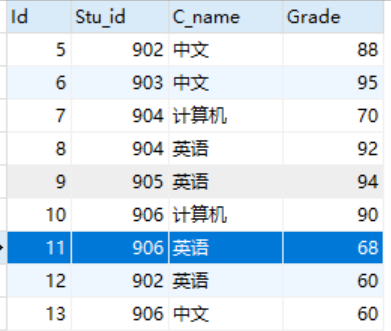 Id Stu_id C_name Grade
5 902 中文 88
6 903 中文 95
7 904 计算机 70
8 904 英语 92
9 905 英语 94
10 906 计算机 90
11 906 英语 68
12 902 英语 60
13 906 中文 60